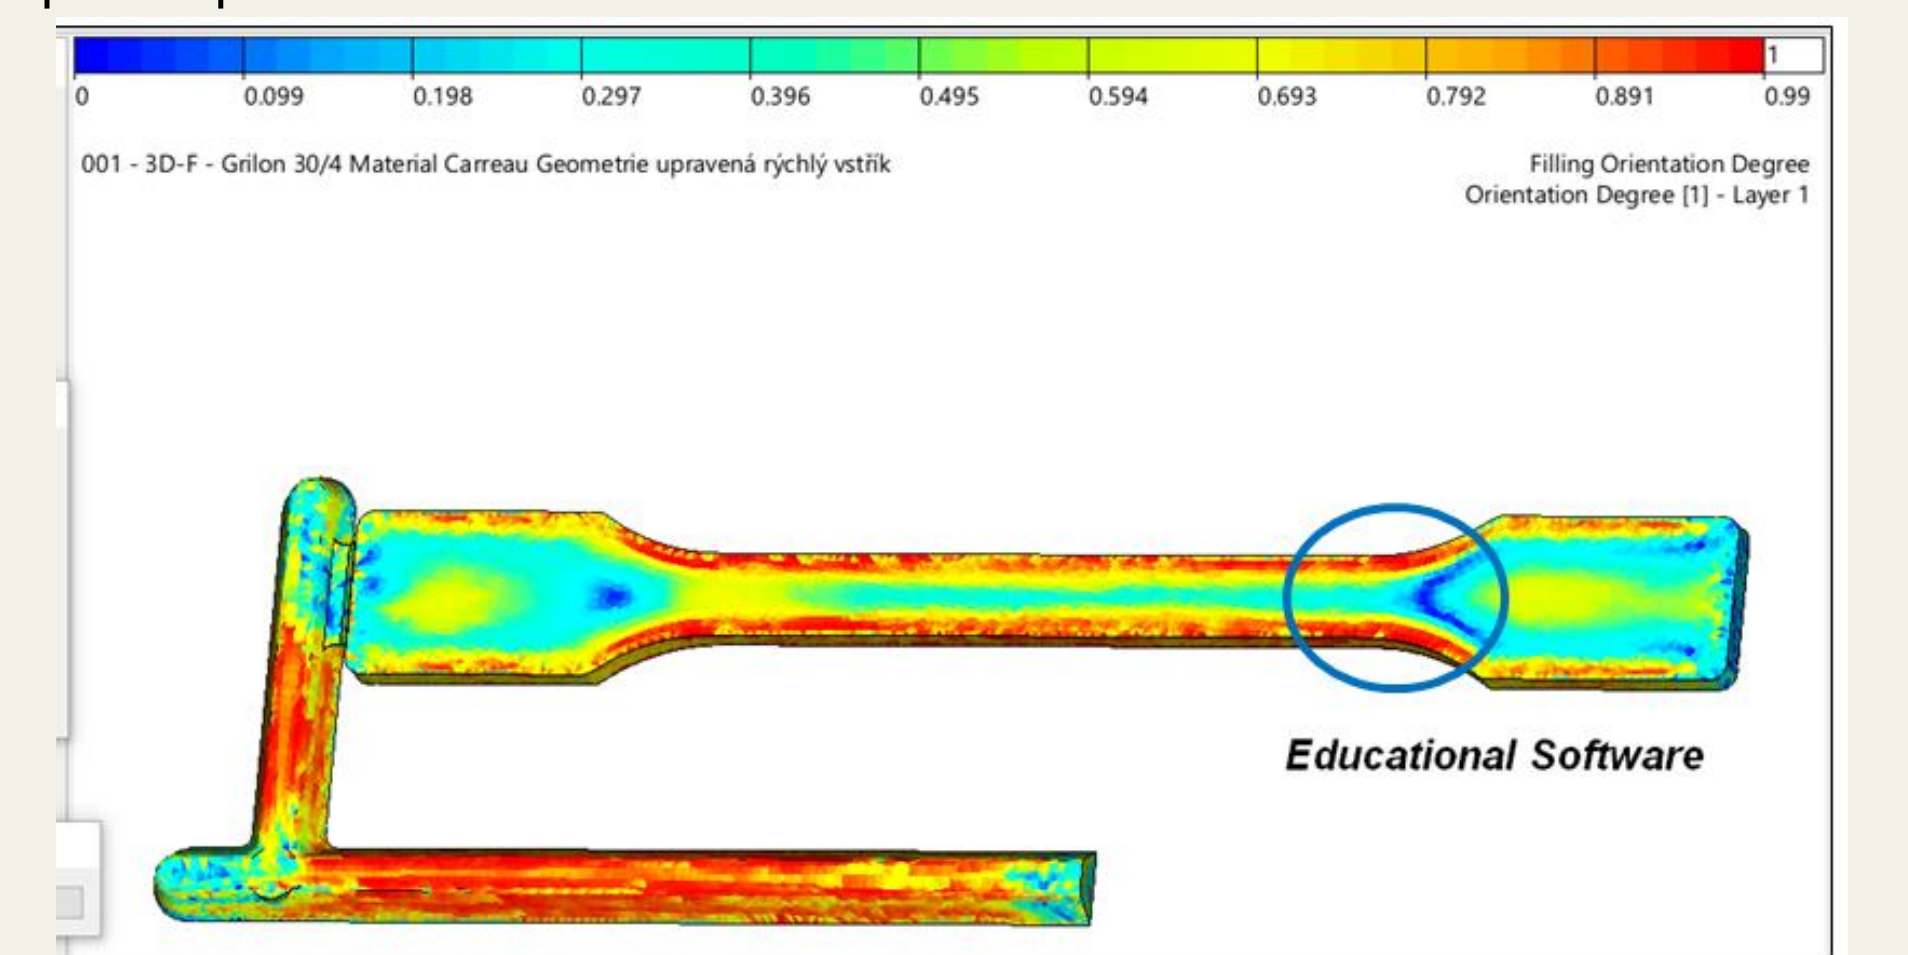 1
0 0.099 0.198 0.297 0.396 0.495 0.594 0.693 0.792 0.891 0.99
001 - 3D-F - Grilon 30/4 Material Carreau Geometrie upravená rýchlý vstřík
Filling Orientation Degree
Orientation Degree [1] - Layer 1
Educational Software